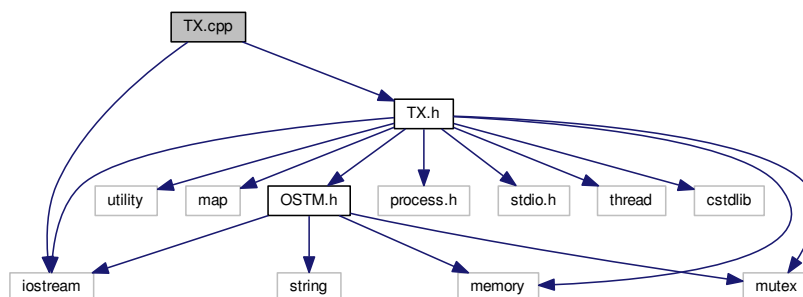 TX.cpp
TX.h
utility
map
OSTM.h
process.h
stdio.h
thread
cstdlib
iostream
string
memory
mutex